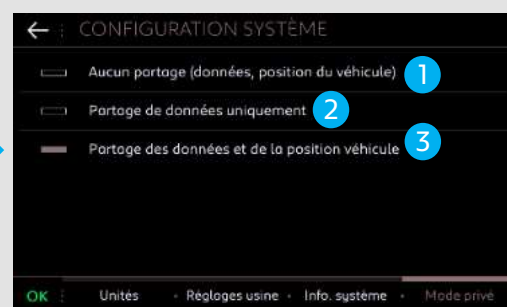 CONFIGURATION SYSTÈME
Aucun partage (données, position du véhicule) 1
Partage de données uniquement 2
Partage des données et de la position véhicule 3
OK Unités Réglages usine Info. système Mode privé